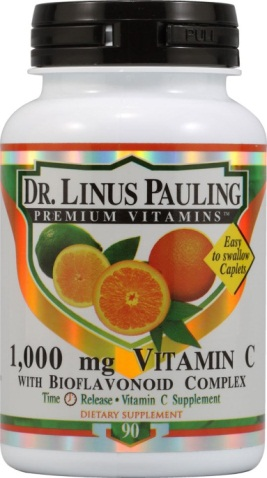 PULL
DR. LINUS PAULING
PREMIUM VITAMINS™
Easy
to swallow
Caplets
1,000 mg VITAMIN C
WITH BIOFLAVONOID COMPLEX
Time Release • Vitamin C Supplement
DIETARY SUPPLEMENT
90